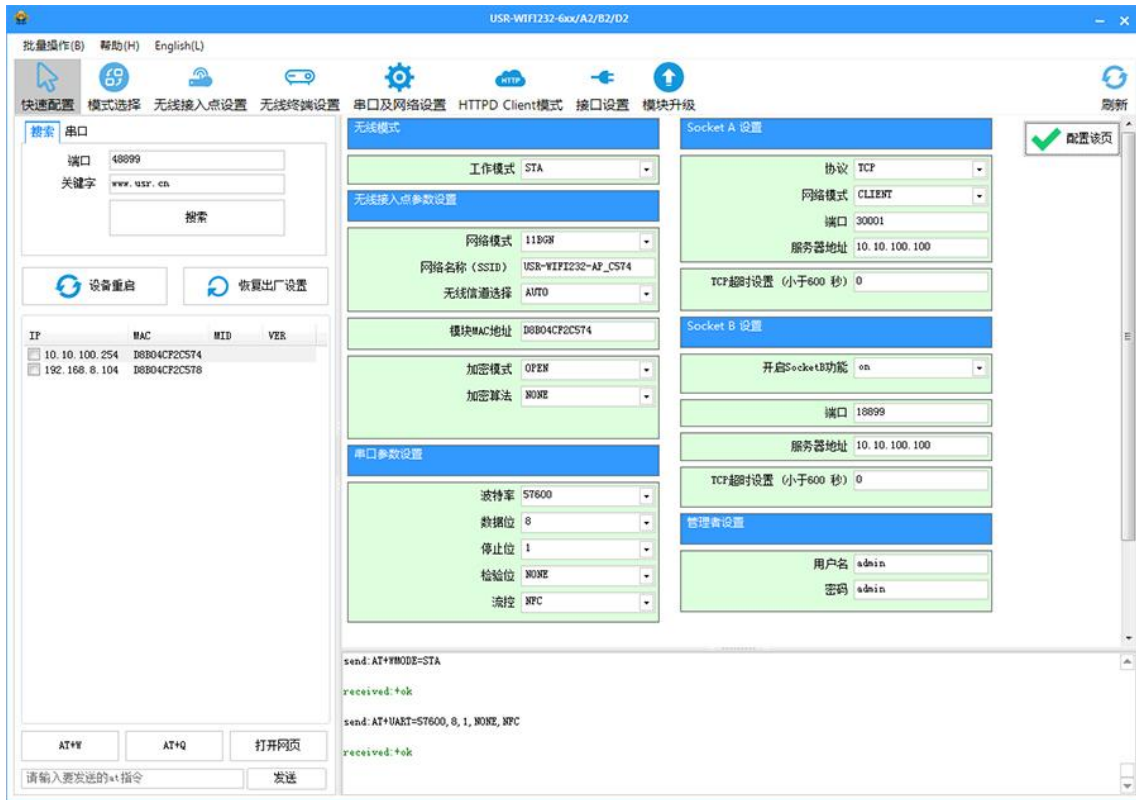 USR-WIFI232-6xx/A2/B2/D2
批量操作(B) 帮助(H) English(L)
快速配置 模式选择 无线接入点设置 无线终端设置 串口及网络设置 HTTPD Client模式 接口设置 模块升级 刷新
HTTP
搜索 串口
端口 48899
关键字 www.usr.cn
搜索
设备重启 恢复出厂设置
IP MAC MID VER
10.10.100.254 D8B04CF2C574
192.168.8.104 D8B04CF2C578
AT+W AT+Q 打开网页
请输入要发送的at指令 发送
无线模式
工作模式 STA
无线接入点参数设置
网络模式 11BGN
网络名称(SSID) USR-WIFI232-AP_C574
无线信道选择 AUTO
模块MAC地址 D8B04CF2C574
加密模式 OPEN
加密算法 NONE
串口参数设置
波特率 57600
数据位 8
停止位 1
检验位 NONE
流控 NFC
Socket A 设置
协议 TCP
网络模式 CLIENT
端口 30001
服务器地址 10.10.100.100
TCP超时设置 (小于600 秒) 0
Socket B 设置
开启SocketB功能 on
端口 18899
服务器地址 10.10.100.100
TCP超时设置 (小于600 秒) 0
管理者设置
用户名 admin
密码 admin
配置该页
send:AT+WMODE=STA
received:+ok
send:AT+UART=57600,8,1,NONE,NFC
received:+ok